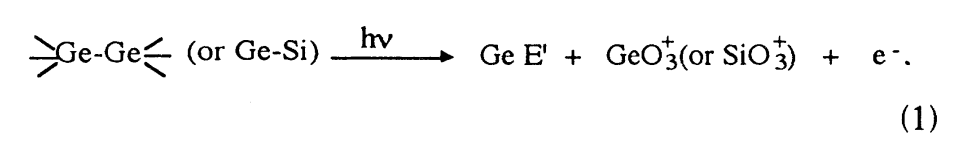 Ge-Ge (or Ge-Si) hν Ge E' + GeO₃⁺(or SiO₃⁺) + e⁻.
(1)